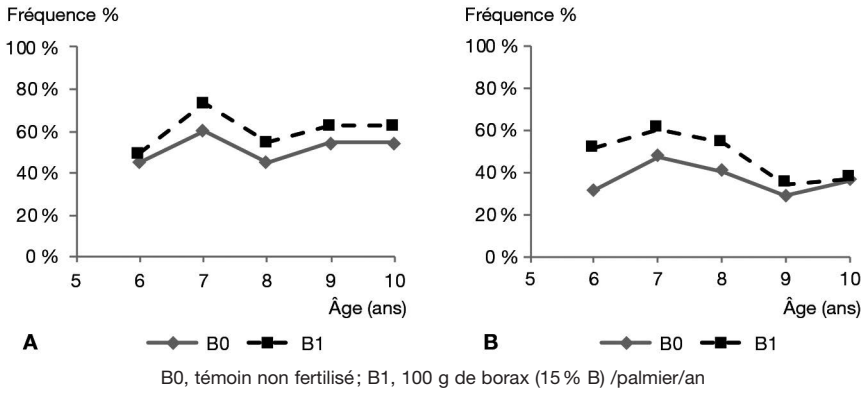 Fréquence %
100 %
80 %
60 %
40 %
20 %
0 %
5 6 7 8 9 10
Âge (ans)
A B0 B1
Fréquence %
100 %
80 %
60 %
40 %
20 %
0 %
5 6 7 8 9 10
Âge (ans)
B B0 B1
B0, témoin non fertilisé ; B1, 100 g de borax (15 % B) /palmier/an